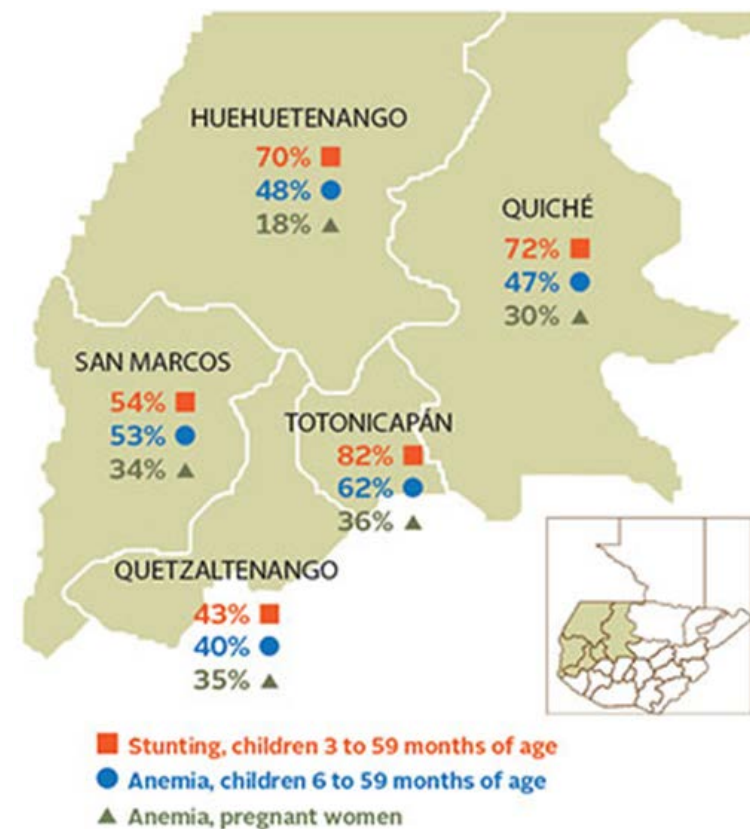 HUEHUETENANGO
70%
48%
18%
QUICHÉ
72%
47%
30%
SAN MARCOS
54%
53%
34%
TOTONICAPÁN
82%
62%
36%
QUETZALTENANGO
43%
40%
35%
Stunting, children 3 to 59 months of age
Anemia, children 6 to 59 months of age
Anemia, pregnant women